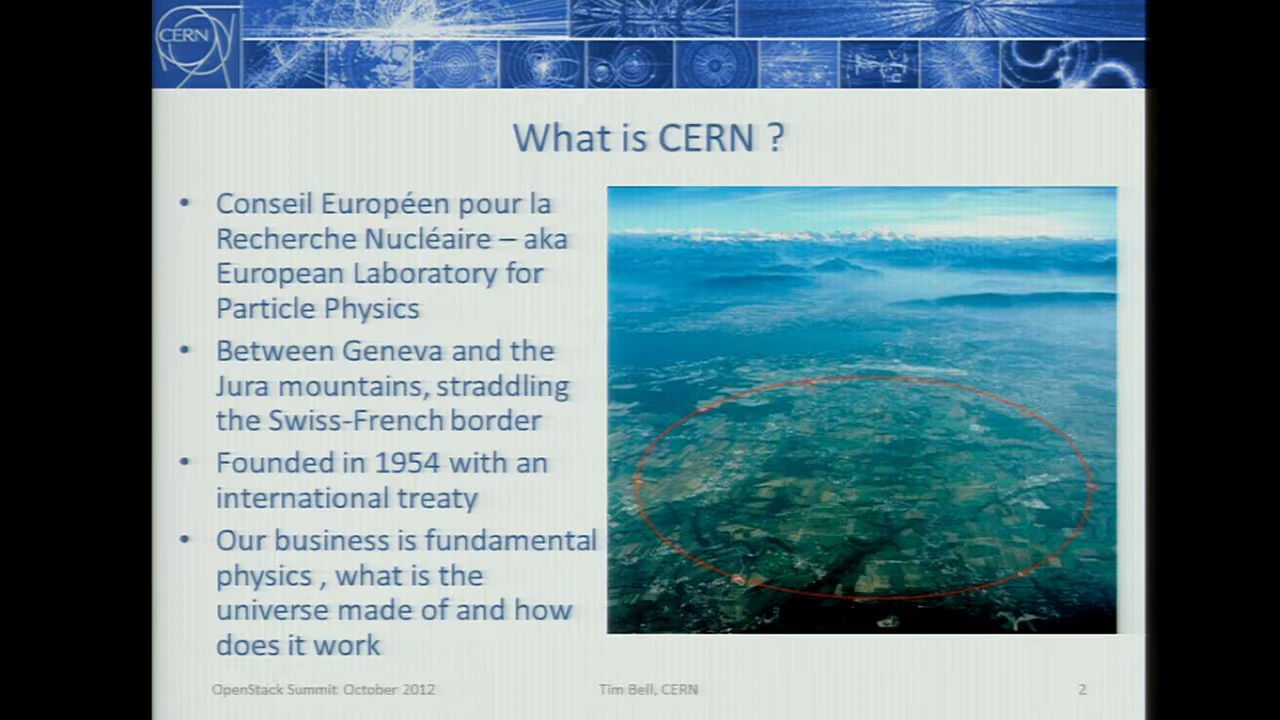 CERN
What is CERN ?
• Conseil Européen pour la
Recherche Nucléaire – aka
European Laboratory for
Particle Physics
• Between Geneva and the
Jura mountains, straddling
the Swiss-French border
• Founded in 1954 with an
international treaty
• Our business is fundamental
physics , what is the
universe made of and how
does it work
OpenStack Summit October 2012
Tim Bell, CERN
2